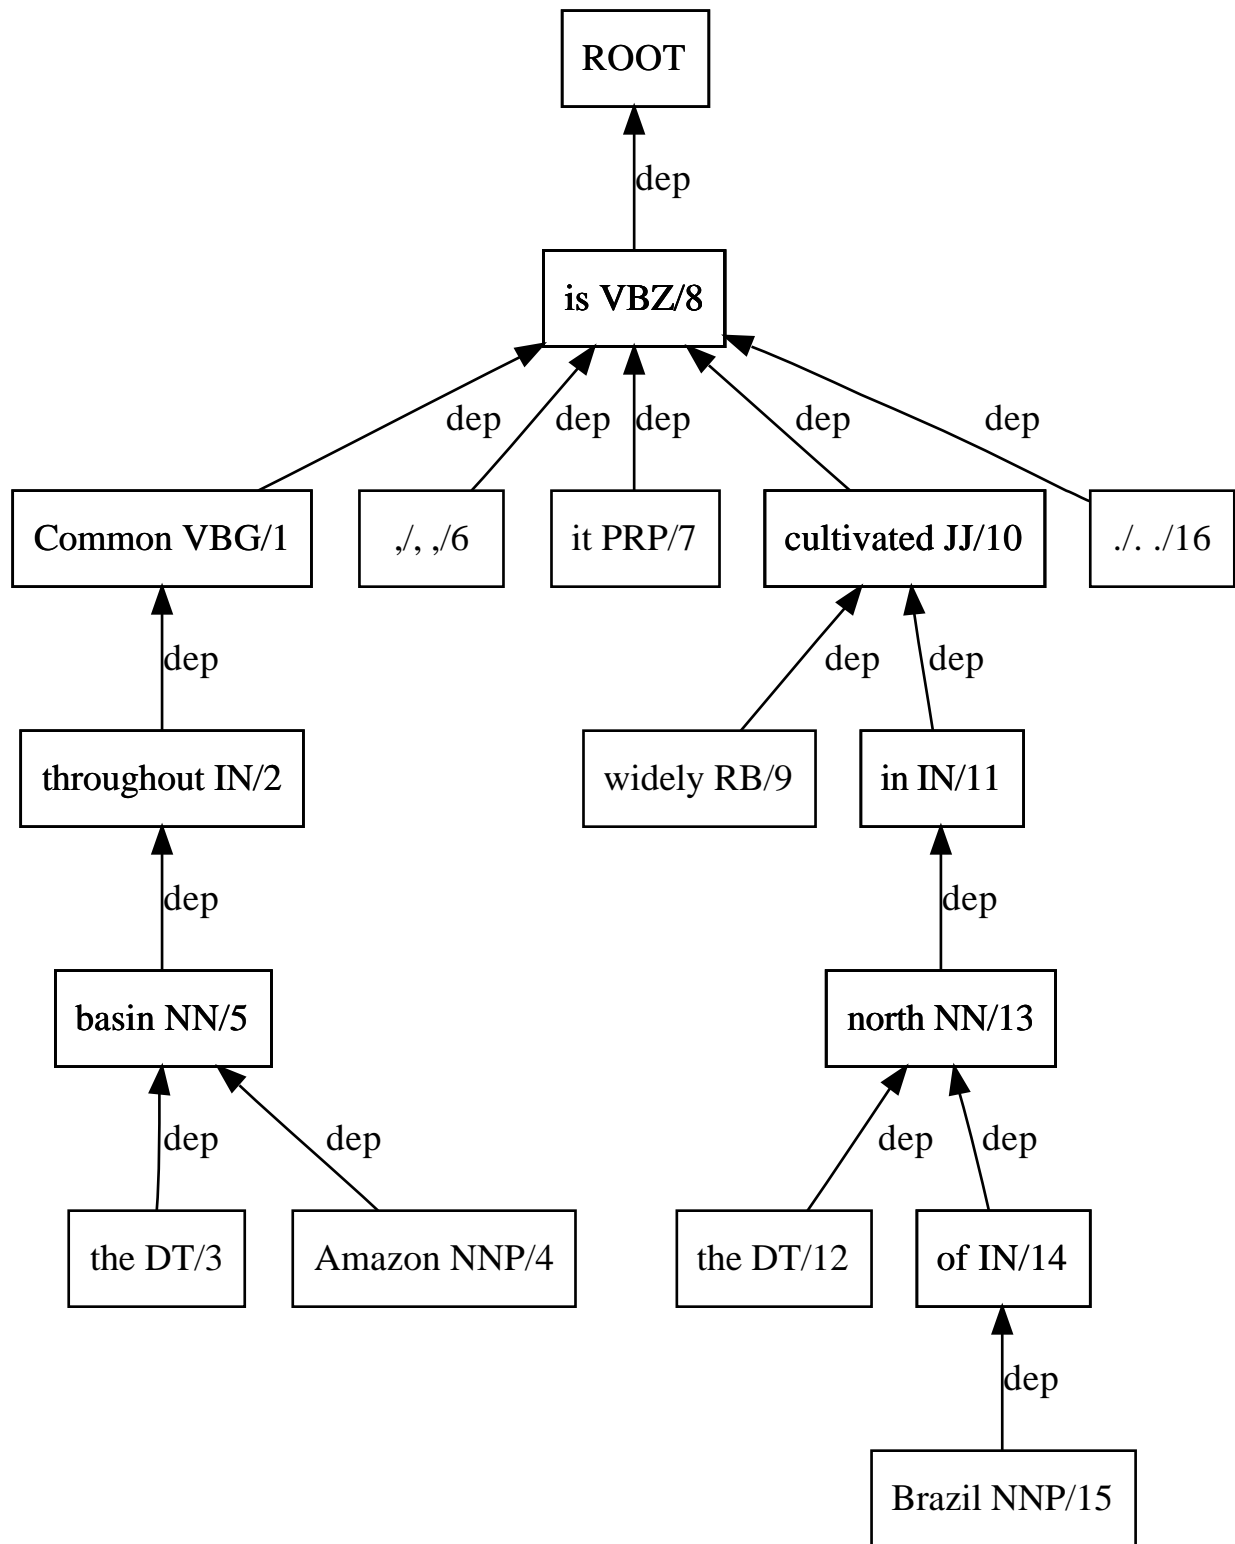 ROOT
dep
is VBZ/8
dep dep dep dep dep
Common VBG/1 ,/, ,/6 it PRP/7 cultivated JJ/10 ./. ./16
dep dep dep
throughout IN/2 widely RB/9 in IN/11
dep dep
basin NN/5 north NN/13
dep dep dep dep
the DT/3 Amazon NNP/4 the DT/12 of IN/14
dep
Brazil NNP/15